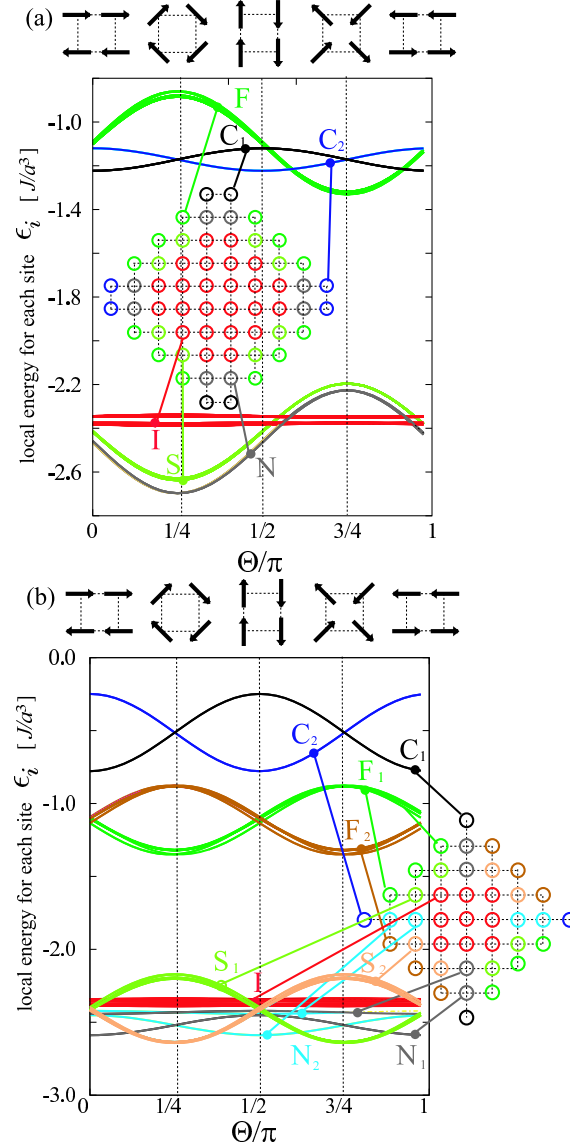 (a)
F
C₁
C₂
-1.0
-1.4
-1.8
-2.2
-2.6
local energy for each site ϵᵢ [J/a³]
I
S
N
0
1/4
1/2
3/4
1
Θ/π
(b)
0.0
-1.0
-2.0
-3.0
local energy for each site ϵᵢ [J/a³]
C₂
C₁
F₁
F₂
S₁
I
S₂
N₂
N₁
0
1/4
1/2
3/4
1
Θ/π